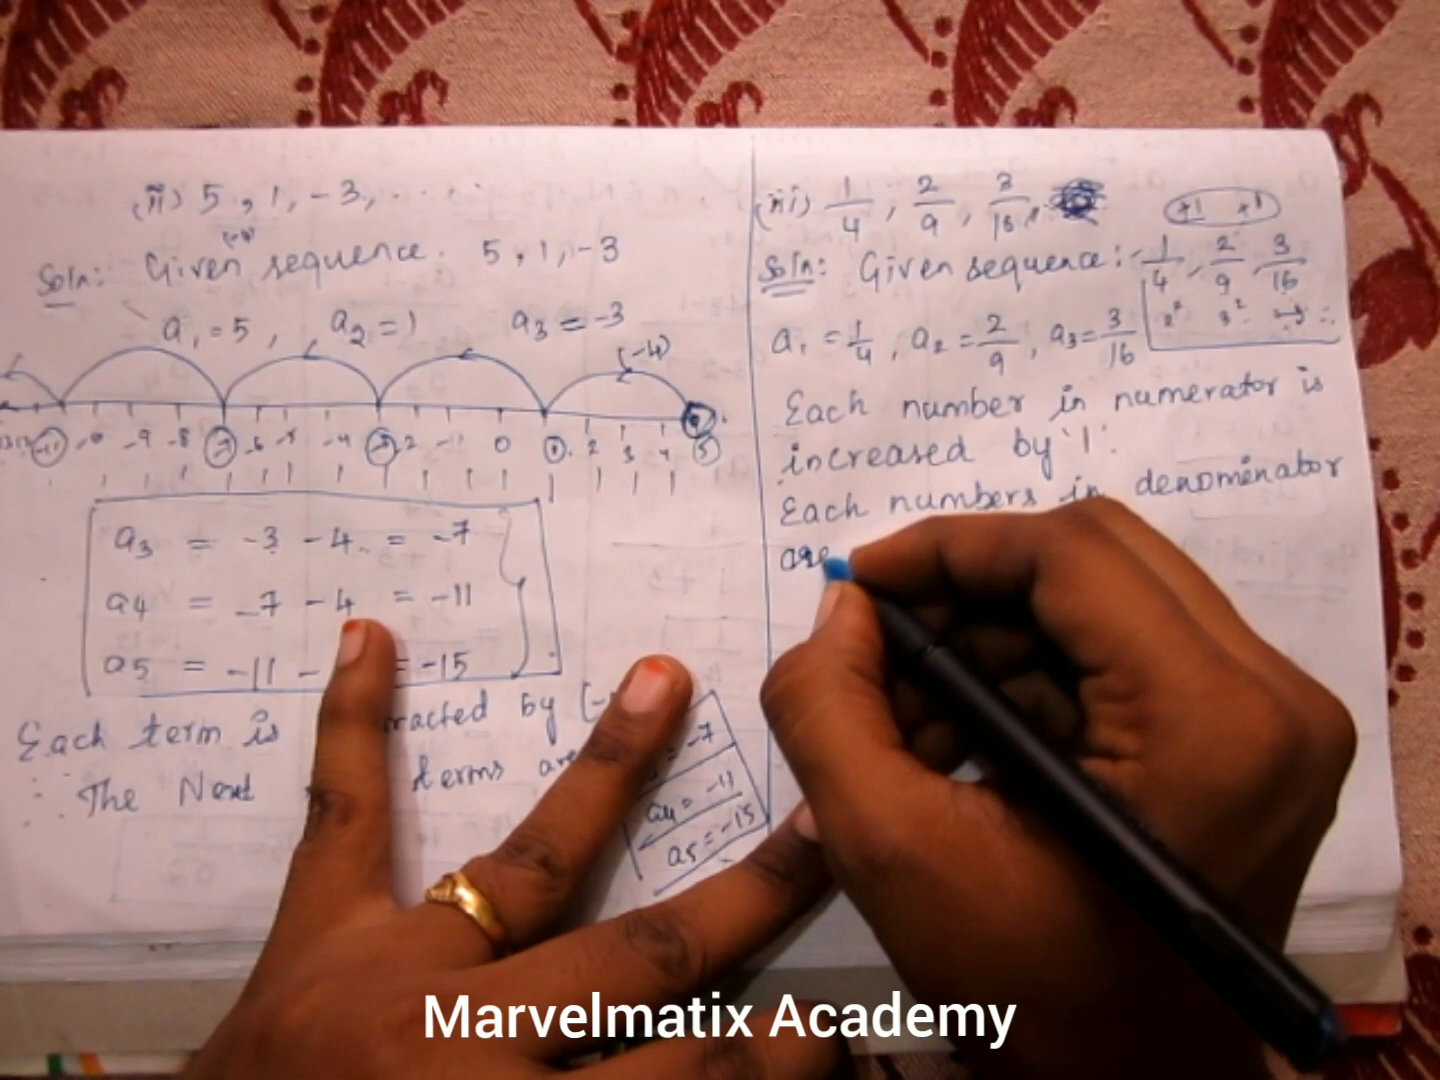 (ii) 5, 1, -3, .....
(-4)
Soln: Given sequence. 5, 1, -3
a₁ = 5, a₂ = 1 a₃ = -3
(-4)
-11 -9 -8 -7 -6 -5 -4 -3 -2 -1 0 1 2 3 4 5
a3 = -3 - 4 = -7
a4 = -7 - 4 = -11
a5 = -11 - = -15
Each term is racted by (-
∴ The Next terms are
= -7
a4 = -11
a5 = -15
(iii) 1/4, 2/9, 3/16,
+1 +1
Soln: Given sequence: 1/4, 2/9, 3/16
2² 3²
a₁ = 1/4, a₂ = 2/9, a₃ = 3/16
Each number in numerator is
increased by '1'.
Each numbers in denominator
are
Marvelmatix Academy